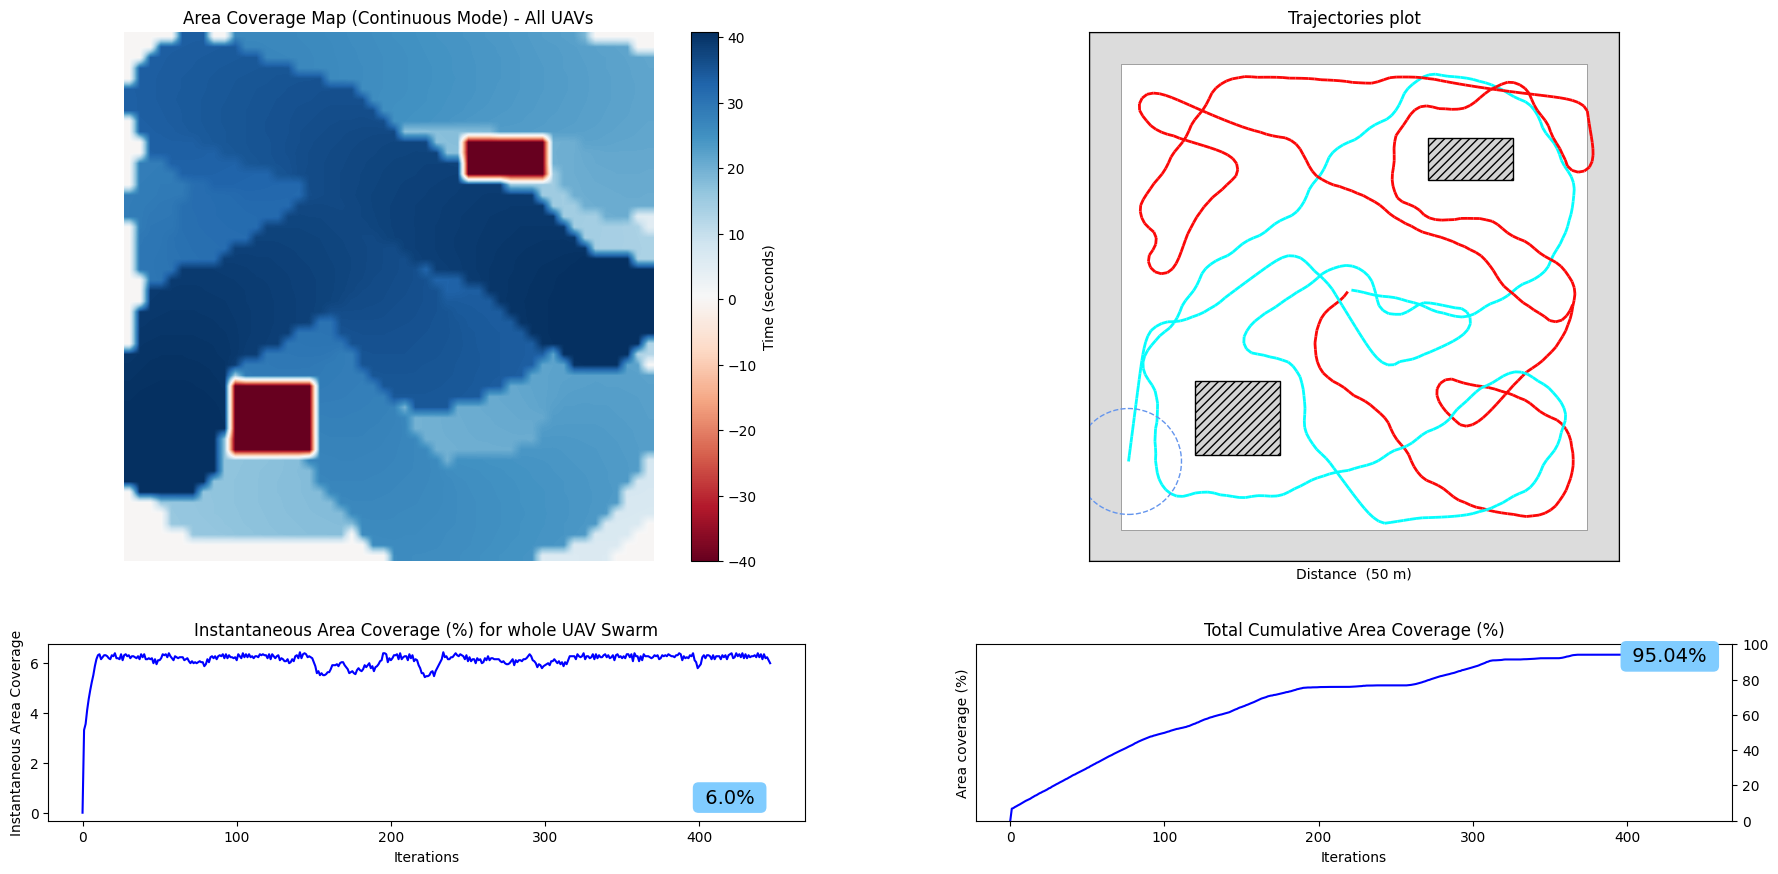 Area Coverage Map (Continuous Mode) - All UAVs
40
30
20
10
0
−10
−20
−30
−40
Time (seconds)
Trajectories plot
Distance  (50 m)
Instantaneous Area Coverage (%) for whole UAV Swarm
Instantaneous Area Coverage
6
4
2
0
6.0%
0 100 200 300 400
Iterations
Total Cumulative Area Coverage (%)
Area coverage (%)
95.04%
100
80
60
40
20
0
0 100 200 300 400
Iterations